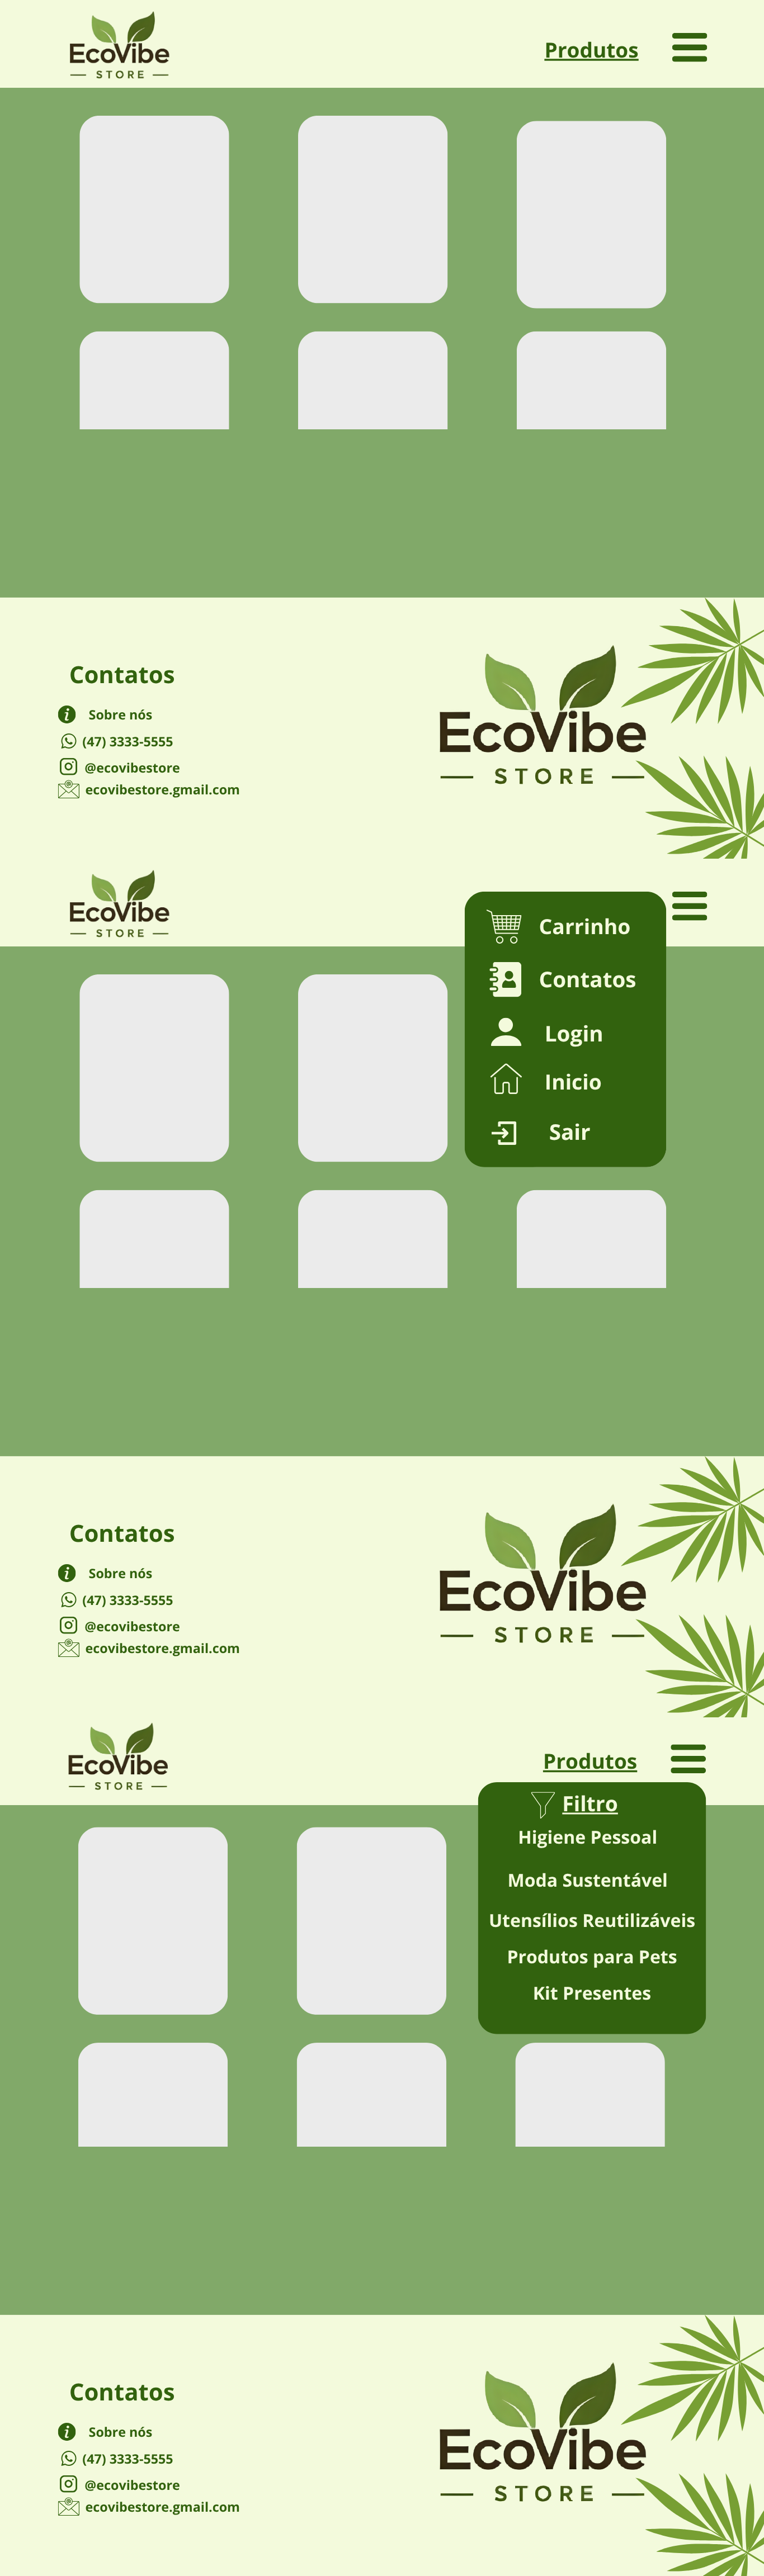 EcoVibe
STORE
Produtos
Contatos
Sobre nós
(47) 3333-5555
@ecovibestore
ecovibestore.gmail.com
EcoVibe
STORE
EcoVibe
STORE
Carrinho
Contatos
Login
Inicio
Sair
Contatos
Sobre nós
(47) 3333-5555
@ecovibestore
ecovibestore.gmail.com
EcoVibe
STORE
EcoVibe
STORE
Produtos
Filtro
Higiene Pessoal
Moda Sustentável
Utensílios Reutilizáveis
Produtos para Pets
Kit Presentes
Contatos
Sobre nós
(47) 3333-5555
@ecovibestore
ecovibestore.gmail.com
EcoVibe
STORE